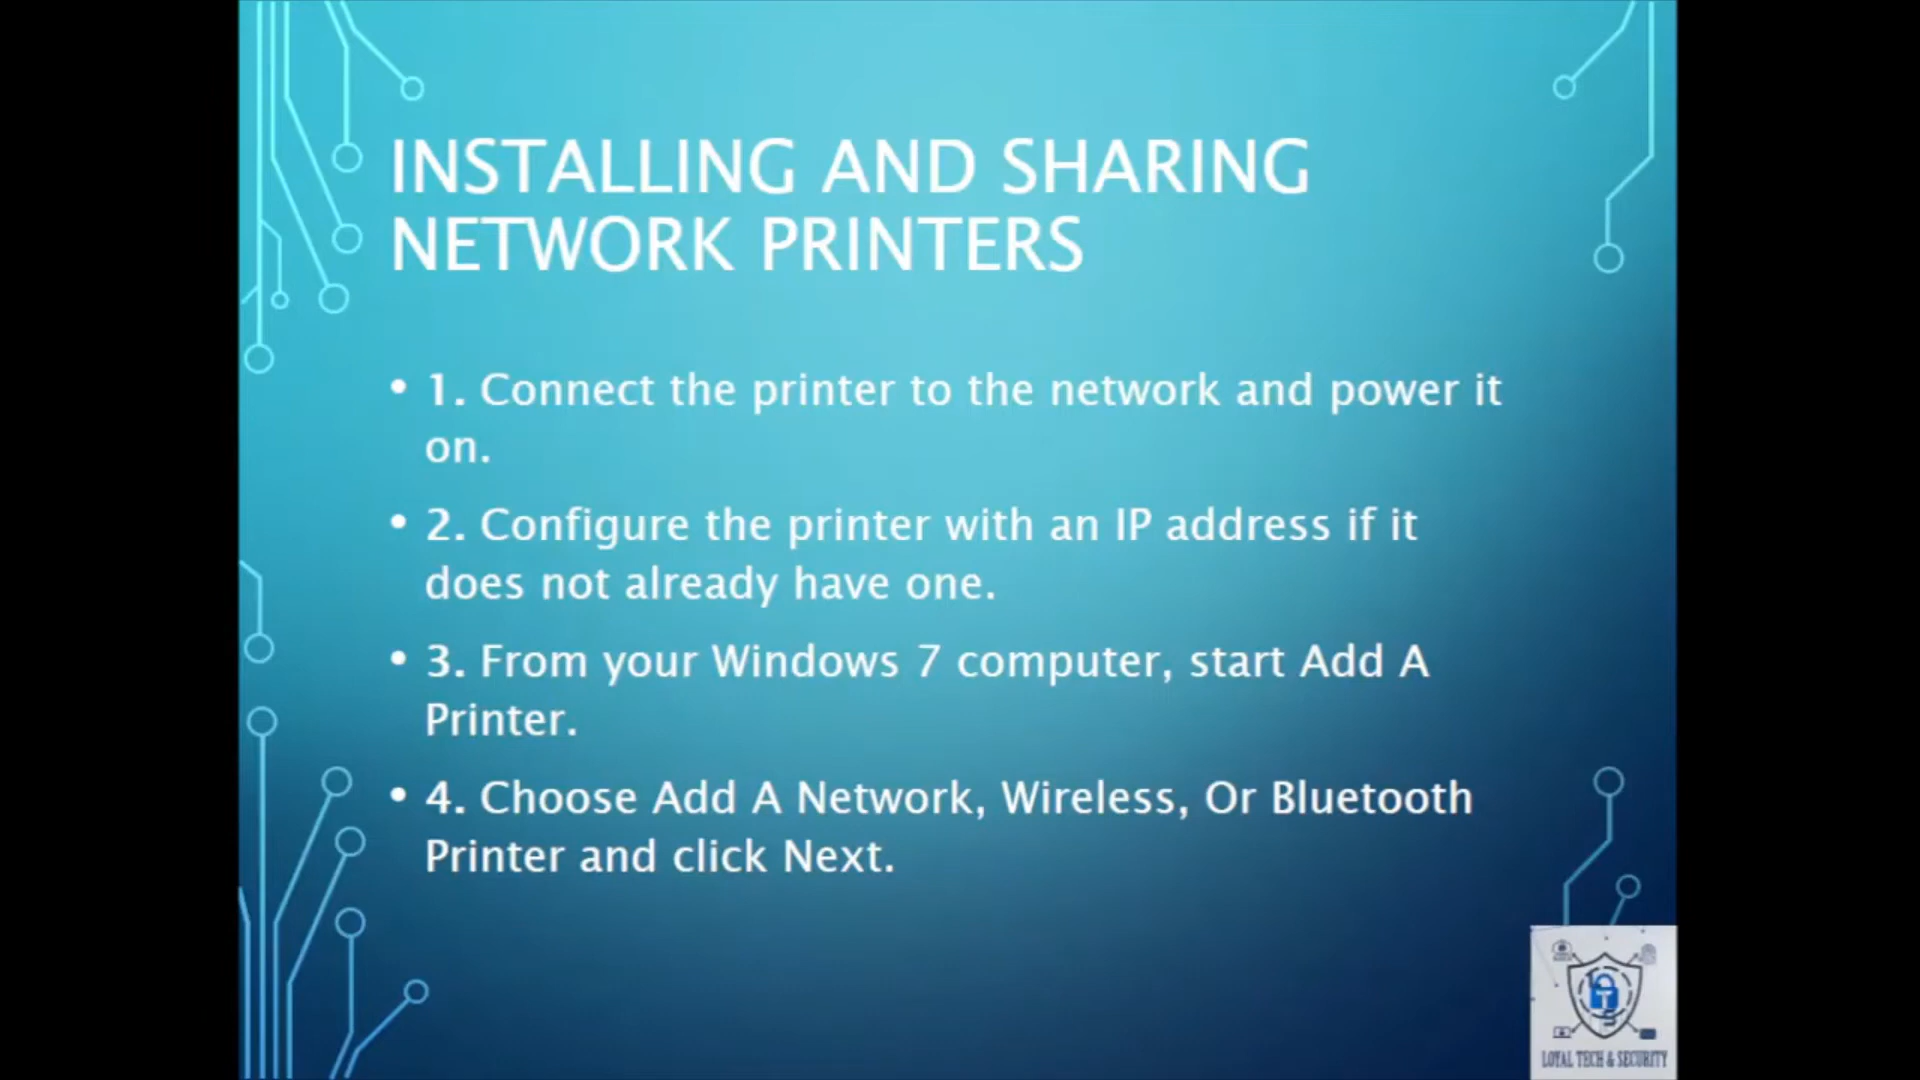 INSTALLING AND SHARING
NETWORK PRINTERS
• 1. Connect the printer to the network and power it
on.
• 2. Configure the printer with an IP address if it
does not already have one.
• 3. From your Windows 7 computer, start Add A
Printer.
• 4. Choose Add A Network, Wireless, Or Bluetooth
Printer and click Next.
LOYAL TECH & SECURITY